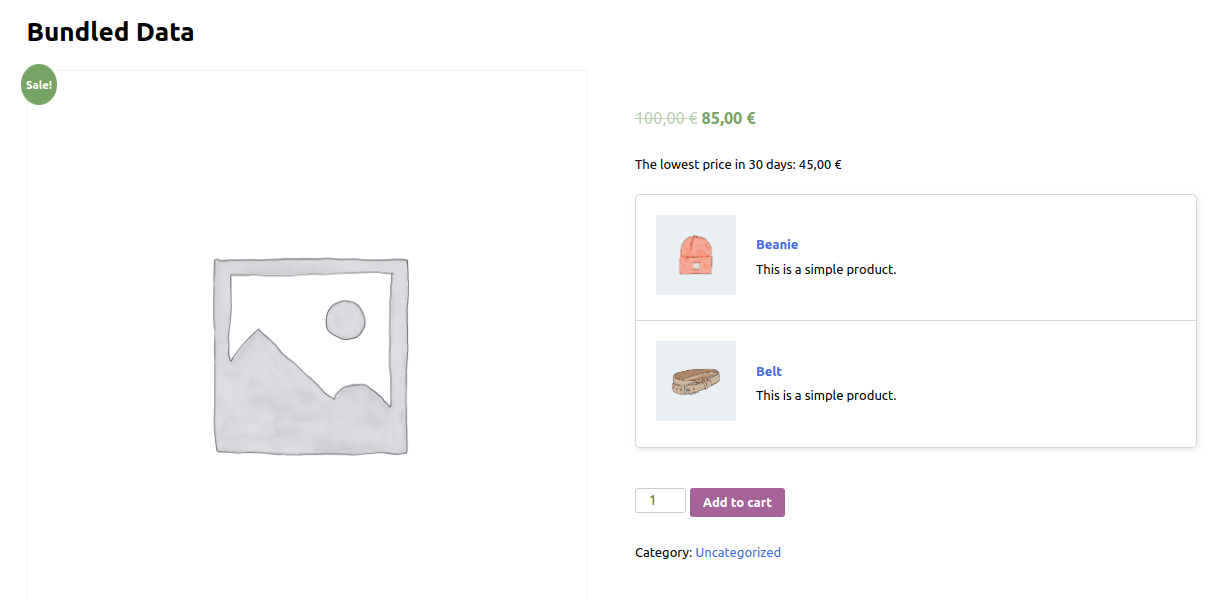 Bundled Data
Sale!
100,00 € 85,00 €
The lowest price in 30 days: 45,00 €
Beanie
This is a simple product.
Belt
This is a simple product.
1 Add to cart
Category: Uncategorized